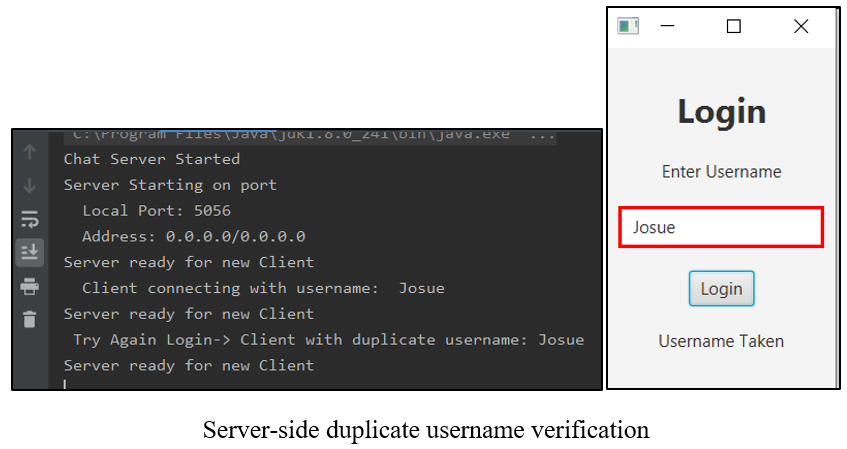 C:\Program Files\Java\jdk1.8.0_241\bin\java.exe" ...
Chat Server Started
Server Starting on port
Local Port: 5056
Address: 0.0.0.0/0.0.0.0
Server ready for new Client
Client connecting with username:  Josue
Server ready for new Client
Try Again Login-> Client with duplicate username: Josue
Server ready for new Client
Login
Enter Username
Josue
Login
Username Taken
Server-side duplicate username verification